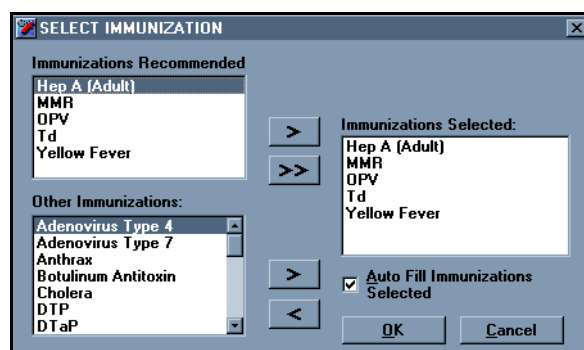 SELECT IMMUNIZATION
Immunizations Recommended
Hep A (Adult)
MMR
OPV
Td
Yellow Fever
>
>>
Immunizations Selected:
Hep A (Adult)
MMR
OPV
Td
Yellow Fever
Other Immunizations:
Adenovirus Type 4
Adenovirus Type 7
Anthrax
Botulinum Antitoxin
Cholera
DTP
DTaP
>
<
Auto Fill Immunizations
Selected
OK
Cancel